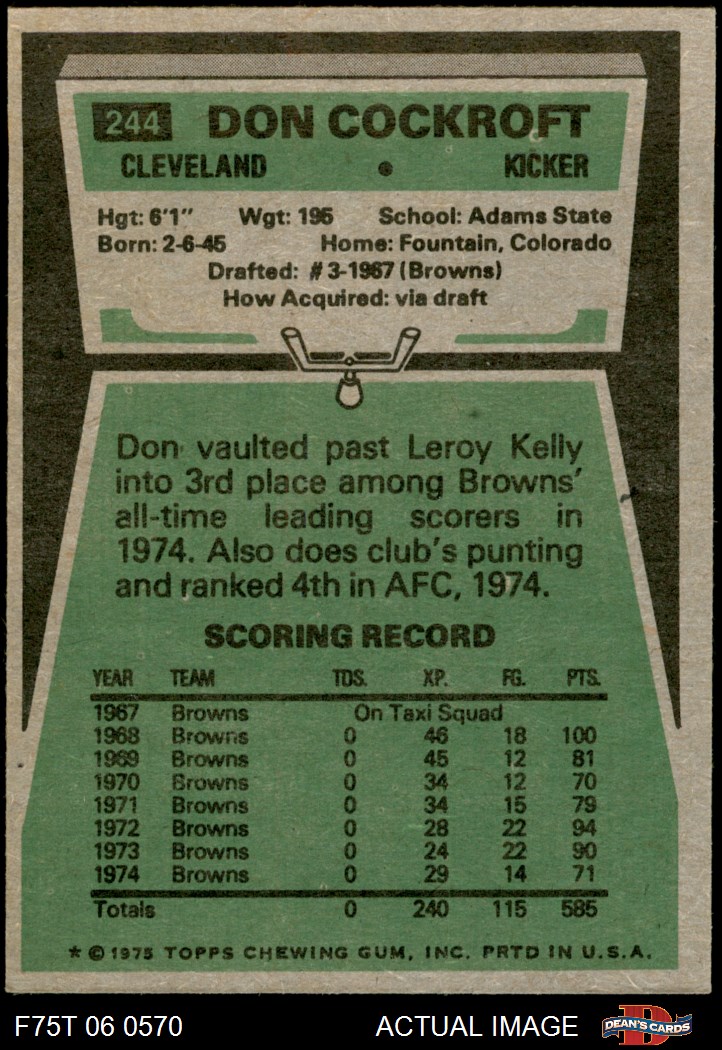 244 DON COCKROFT
CLEVELAND • KICKER
Hgt: 6'1" Wgt: 195 School: Adams State
Born: 2-6-45 Home: Fountain, Colorado
Drafted: #3-1967 (Browns)
How Acquired: via draft
Don vaulted past Leroy Kelly
into 3rd place among Browns'
all-time leading scorers in
1974. Also does club's punting
and ranked 4th in AFC, 1974.
SCORING RECORD
YEAR TEAM TDS. XP. FG. PTS.
1967 Browns On Taxi Squad
1968 Browns 0 46 18 100
1969 Browns 0 45 12 81
1970 Browns 0 34 12 70
1971 Browns 0 34 15 79
1972 Browns 0 28 22 94
1973 Browns 0 24 22 90
1974 Browns 0 29 14 71
Totals 0 240 115 585
* © 1975 TOPPS CHEWING GUM, INC. PRTD IN U.S.A.
F75T 06 0570 ACTUAL IMAGE D DEAN'S CARDS